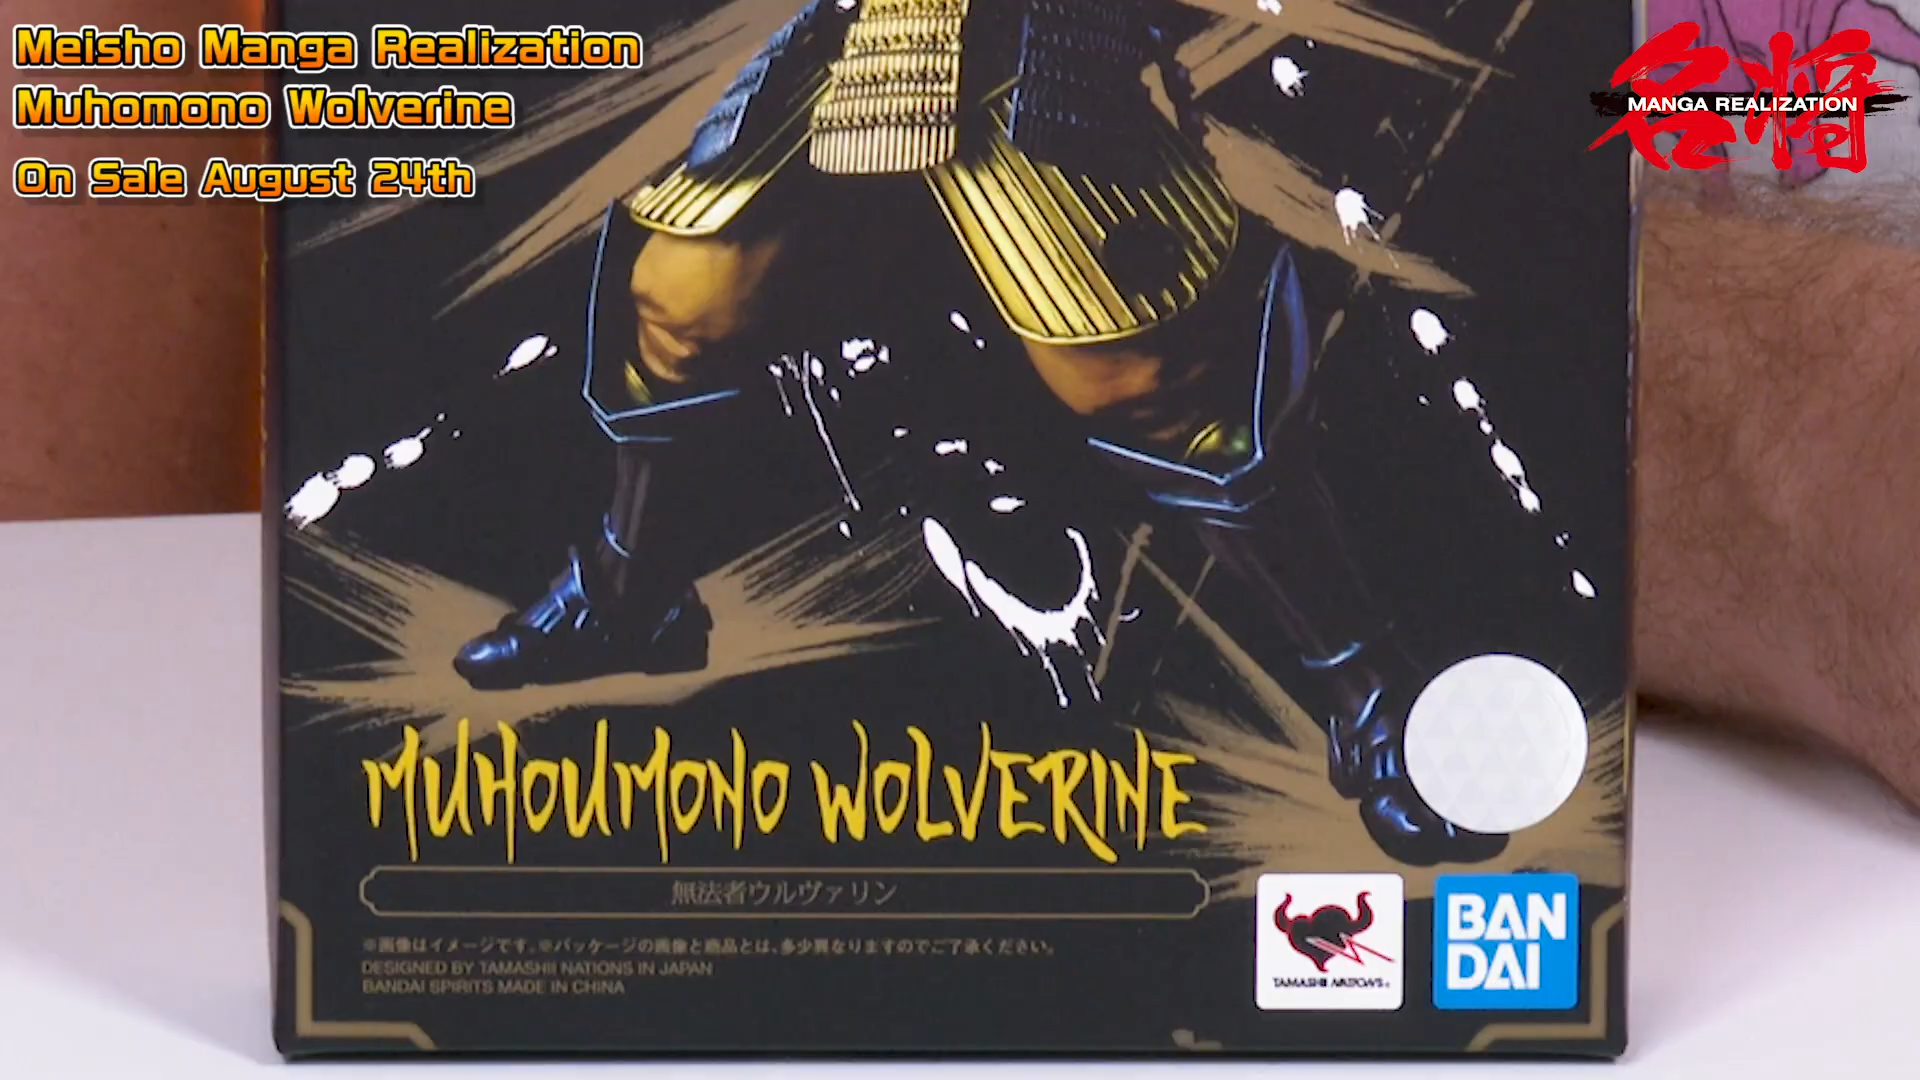 Meisho Manga Realization
Muhomono Wolverine
On Sale August 24th
名将
MANGA REALIZATION
MUHOUMONO WOLVERINE
無法者ウルヴァリン
※画像はイメージです。※パッケージの画像と商品とは、多少異なりますのでご了承ください。
DESIGNED BY TAMASHII NATIONS IN JAPAN
BANDAI SPIRITS MADE IN CHINA
TAMASHII NATIONS
BAN
DAI